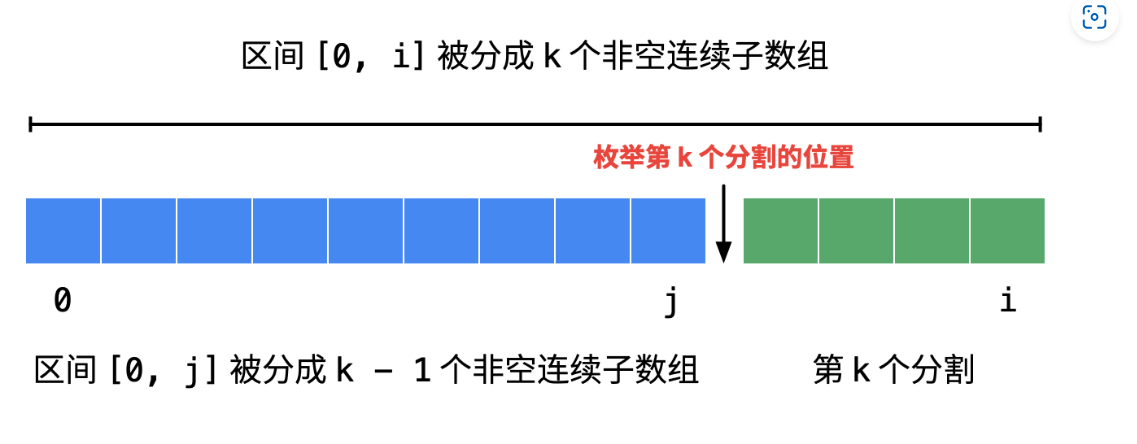 区间 [0, i] 被分成 k 个非空连续子数组
枚举第 k 个分割的位置
0 j i
区间 [0, j] 被分成 k - 1 个非空连续子数组 第 k 个分割